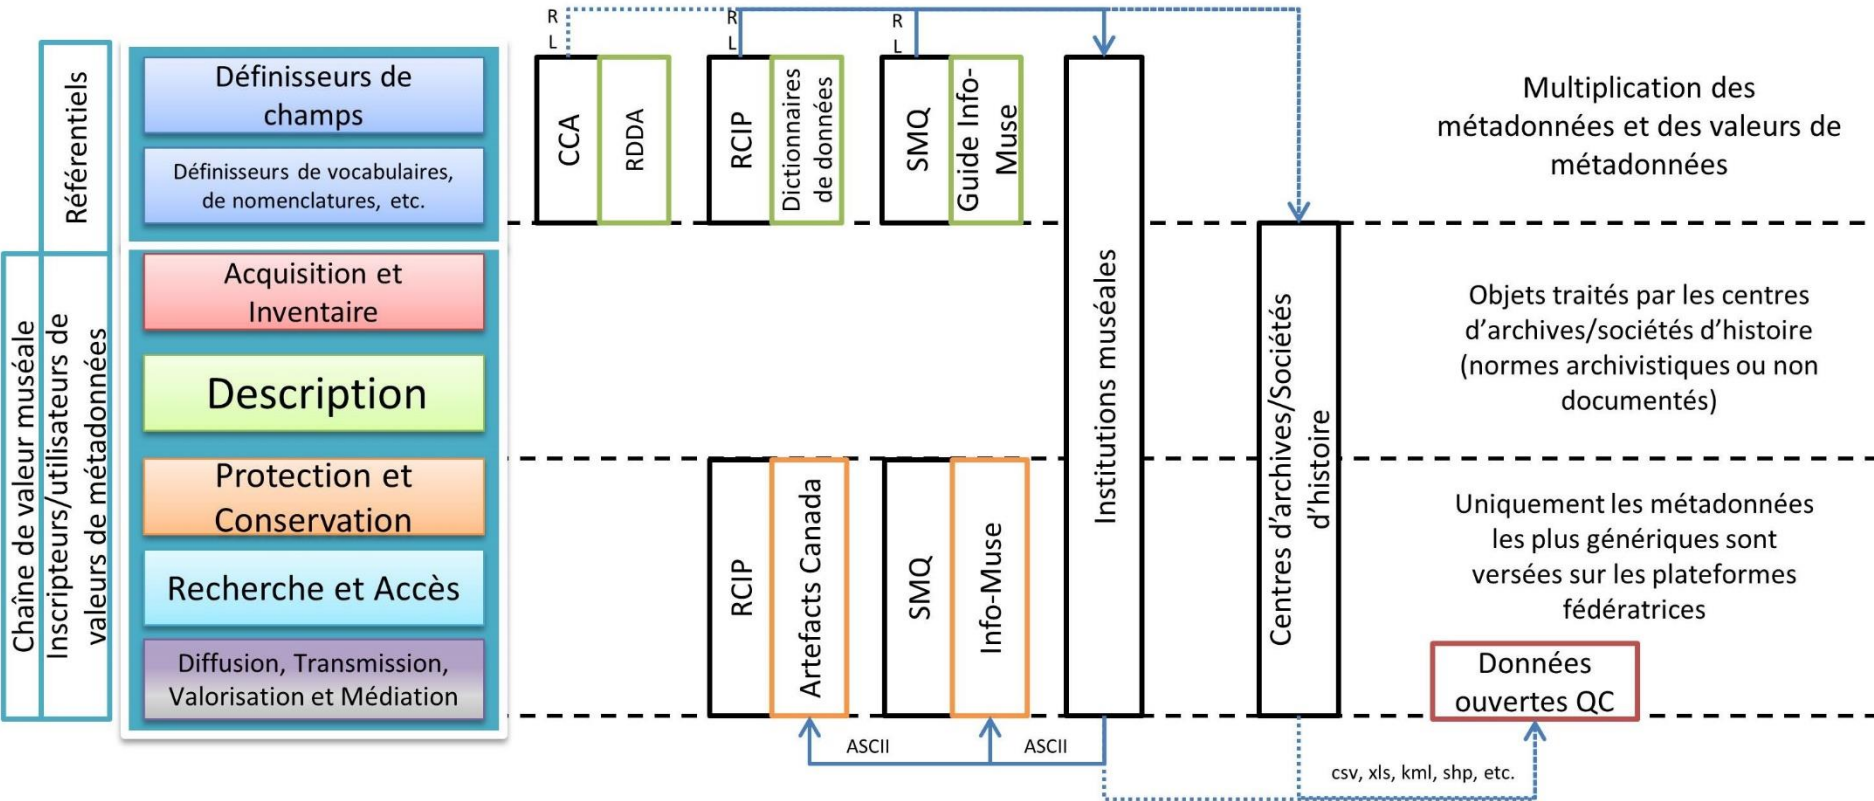 R
L
R
L
R
L
Référentiels
Définisseurs de
champs
Définisseurs de vocabulaires,
de nomenclatures, etc.
CCA
RDDA
RCIP
Dictionnaires
de données
SMQ
Guide Info-
Muse
Multiplication des
métadonnées et des valeurs de
métadonnées
Chaîne de valeur muséale
Inscripteurs/utilisateurs de
valeurs de métadonnées
Acquisition et
Inventaire
Description
Protection et
Conservation
Recherche et Accès
Diffusion, Transmission,
Valorisation et Médiation
RCIP
Artefacts Canada
SMQ
Info-Muse
Institutions muséales
Centres d’archives/Sociétés
d’histoire
Objets traités par les centres
d’archives/sociétés d’histoire
(normes archivistiques ou non
documentés)
Uniquement les métadonnées
les plus génériques sont
versées sur les plateformes
fédératrices
Données
ouvertes QC
ASCII
ASCII
csv, xls, kml, shp, etc.